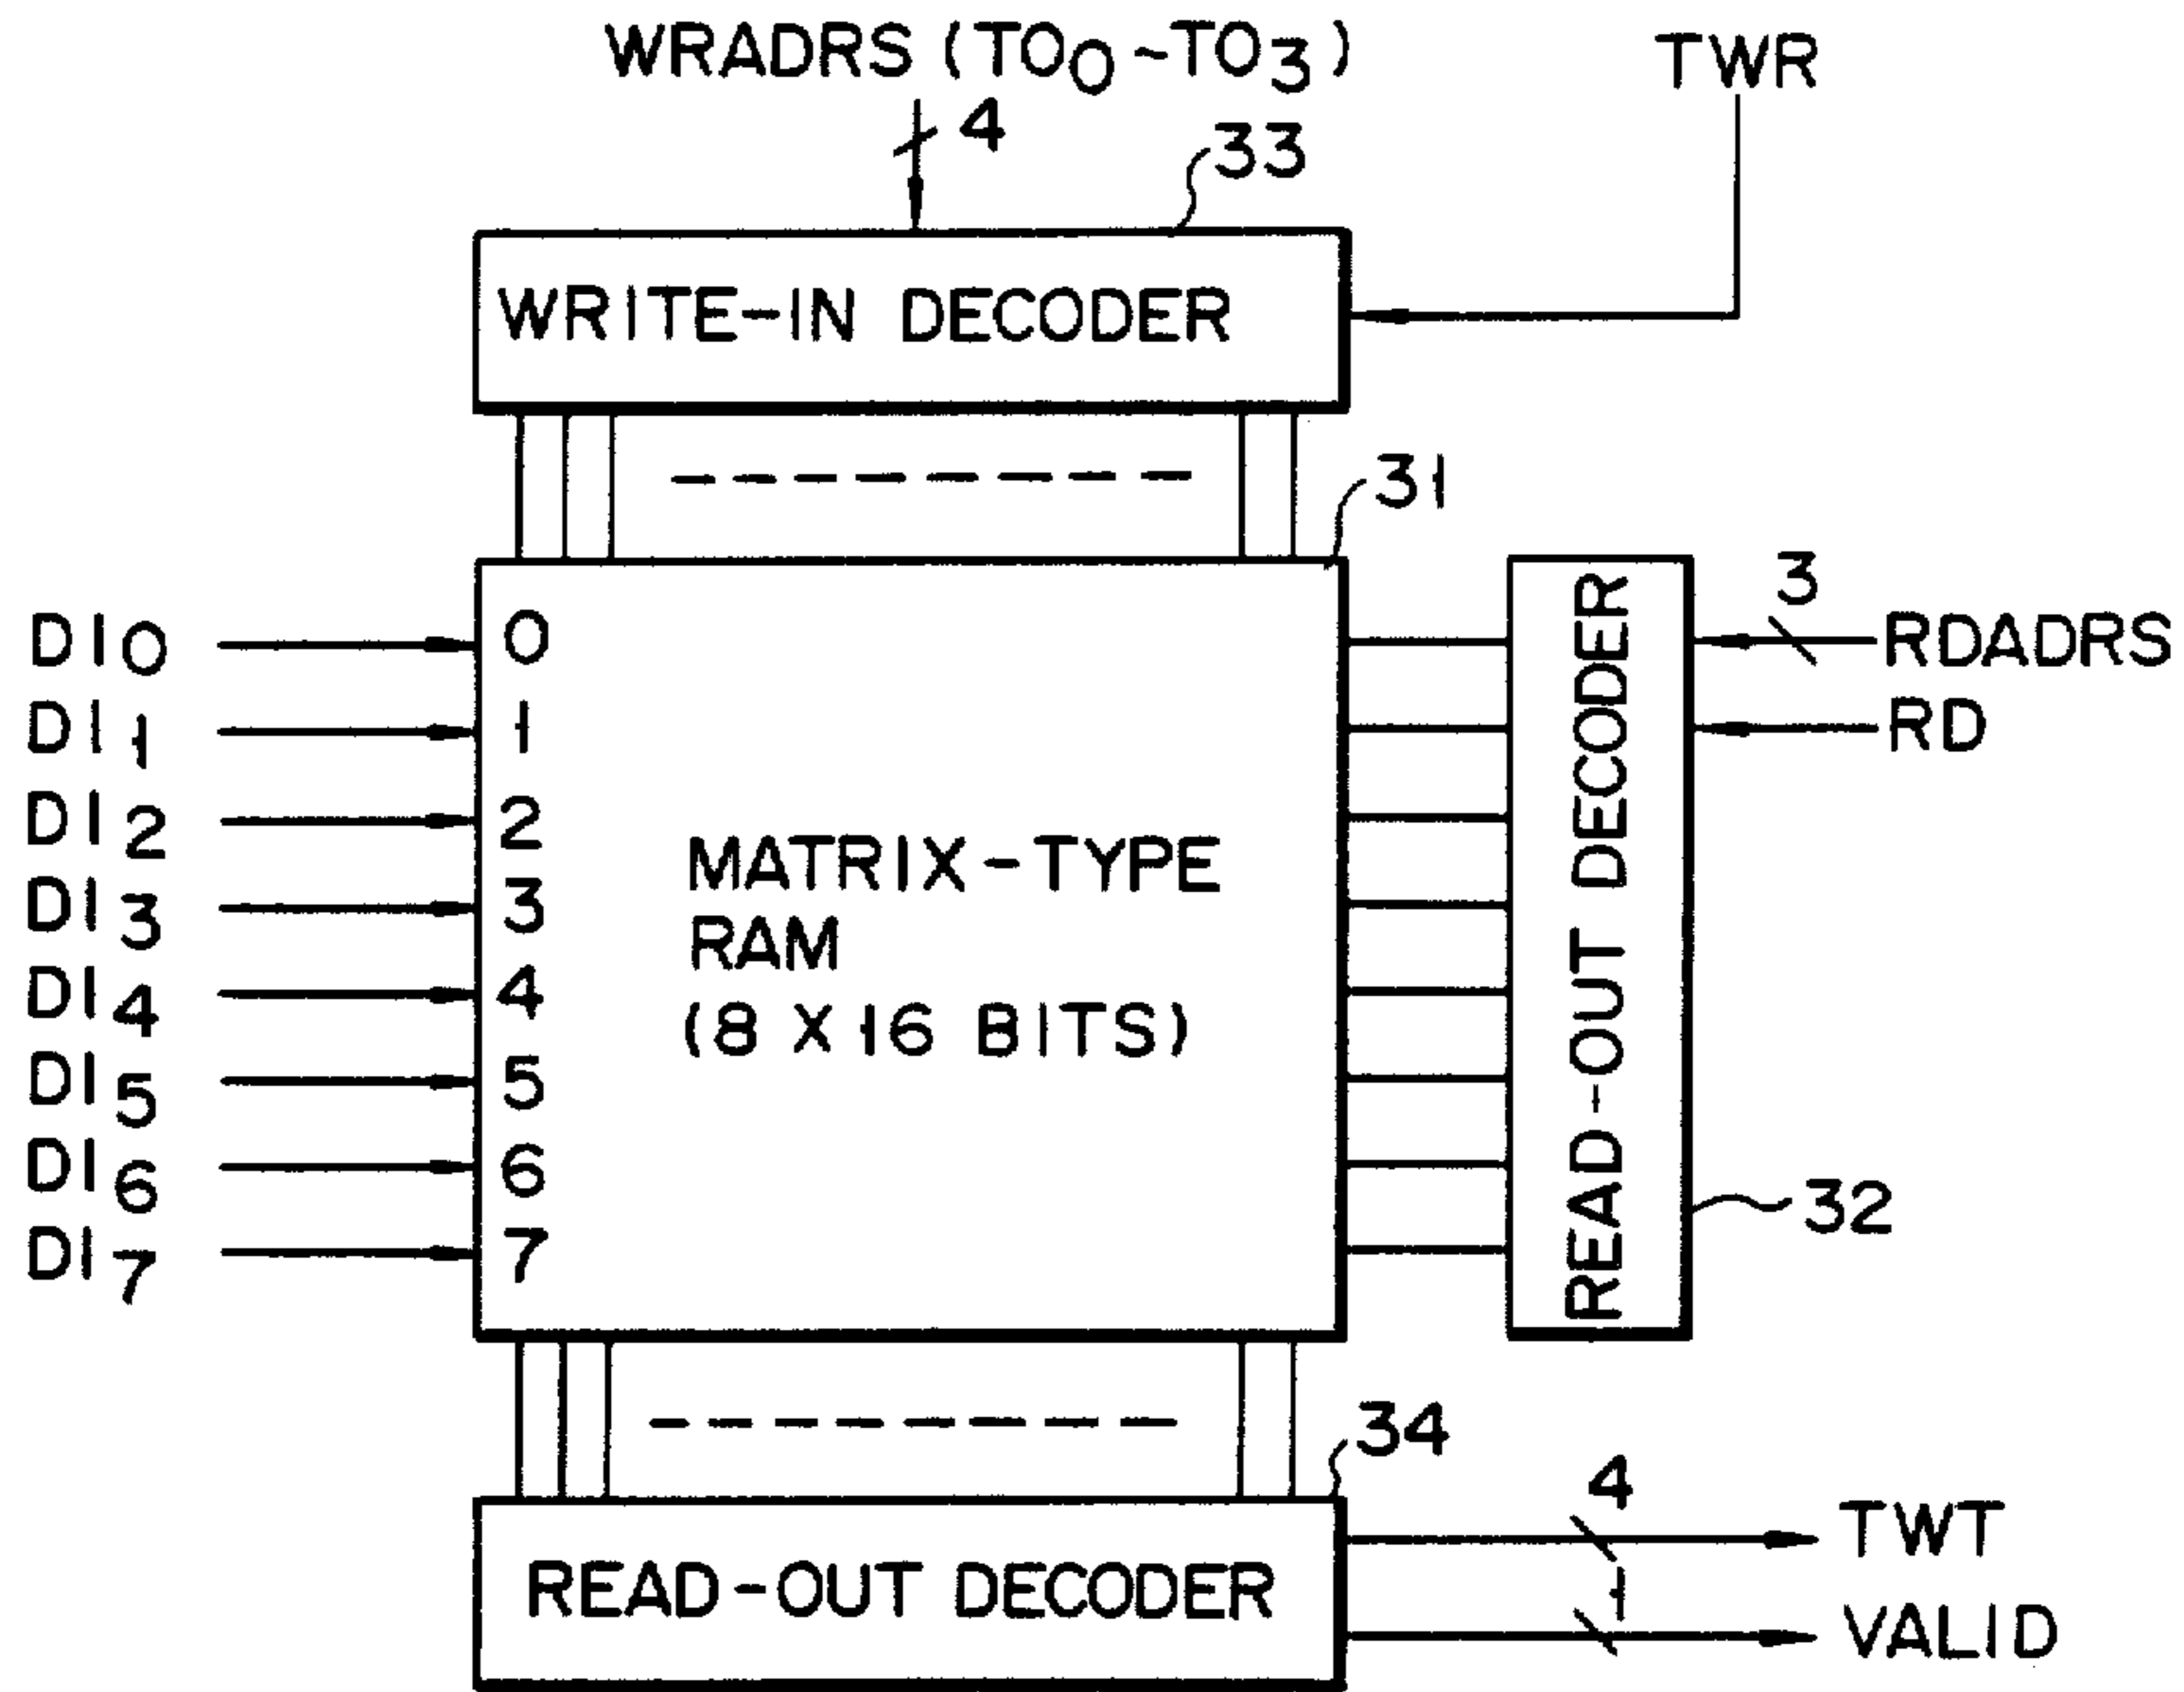 WRADRS (TO0~TO3)
TWR
4
33
WRITE-IN DECODER
31
3
DI0
0
RDADRS
DI1
1
RD
DI2
2
DI3
3
DI4
4
DI5
5
DI6
6
DI7
7
MATRIX-TYPE
RAM
(8 X 16 BITS)
READ-OUT DECODER
32
34
4
TWT
READ-OUT DECODER
1
VALID